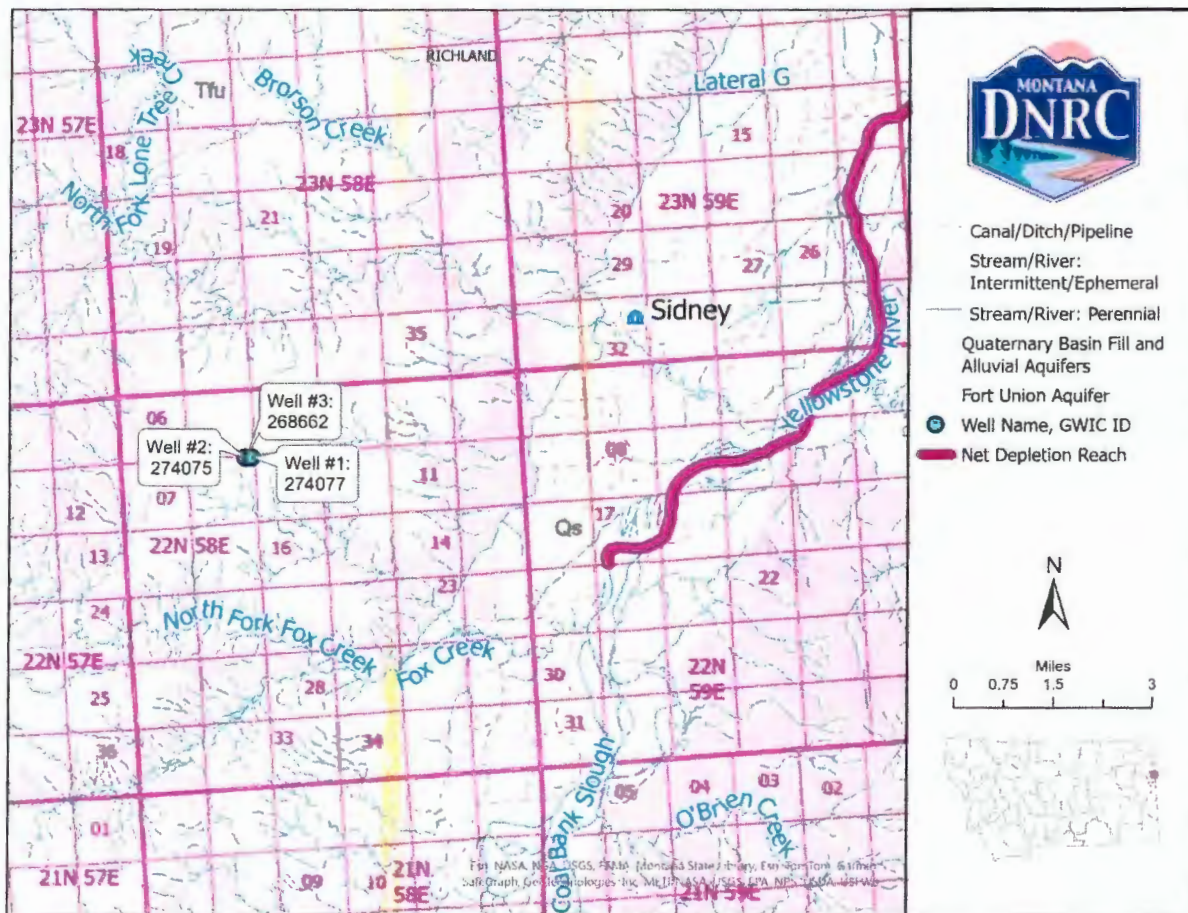 RICHLAND
North Fork Lone Tree Creek
Tfu
Brorson Creek
Lateral G
23N 57E
18
15
23N 58E
21
20
23N 59E
19
29
27
26
Sidney
35
32
Yellowstone River
06
Well #3:
268662
Well #2:
274075
Well #1:
274077
08
11
07
12
17
Qs
22N 58E
16
14
13
23
22
24
North Fork Fox Creek
Fox Creek
22N 57E
22N
59E
28
30
25
31
33
34
36
Coal Bank Slough
05
04
03
02
O'Brien Creek
01
21N 57E
09
10
21N
58E
21N 59E
MONTANA
DNRC
Canal/Ditch/Pipeline
Stream/River:
Intermittent/Ephemeral
Stream/River: Perennial
Quaternary Basin Fill and
Alluvial Aquifers
Fort Union Aquifer
Well Name, GWIC ID
Net Depletion Reach
N
Miles
0 0.75 1.5 3